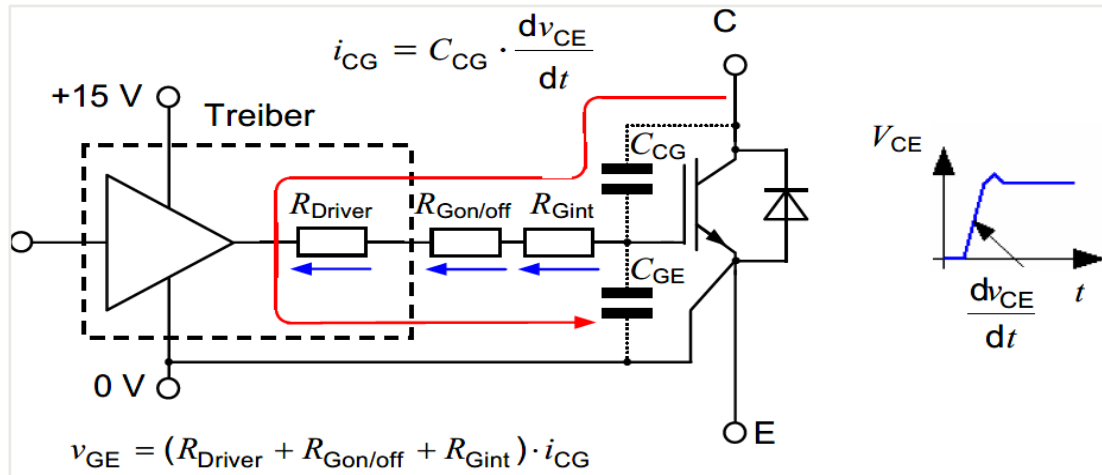 i_CG = C_CG · dv_CE/dt
C
+15 V
Treiber
C_CG
V_CE
R_Driver
R_Gon/off
R_Gint
C_GE
dv_CE/dt
t
0 V
E
v_GE = (R_Driver + R_Gon/off + R_Gint) · i_CG